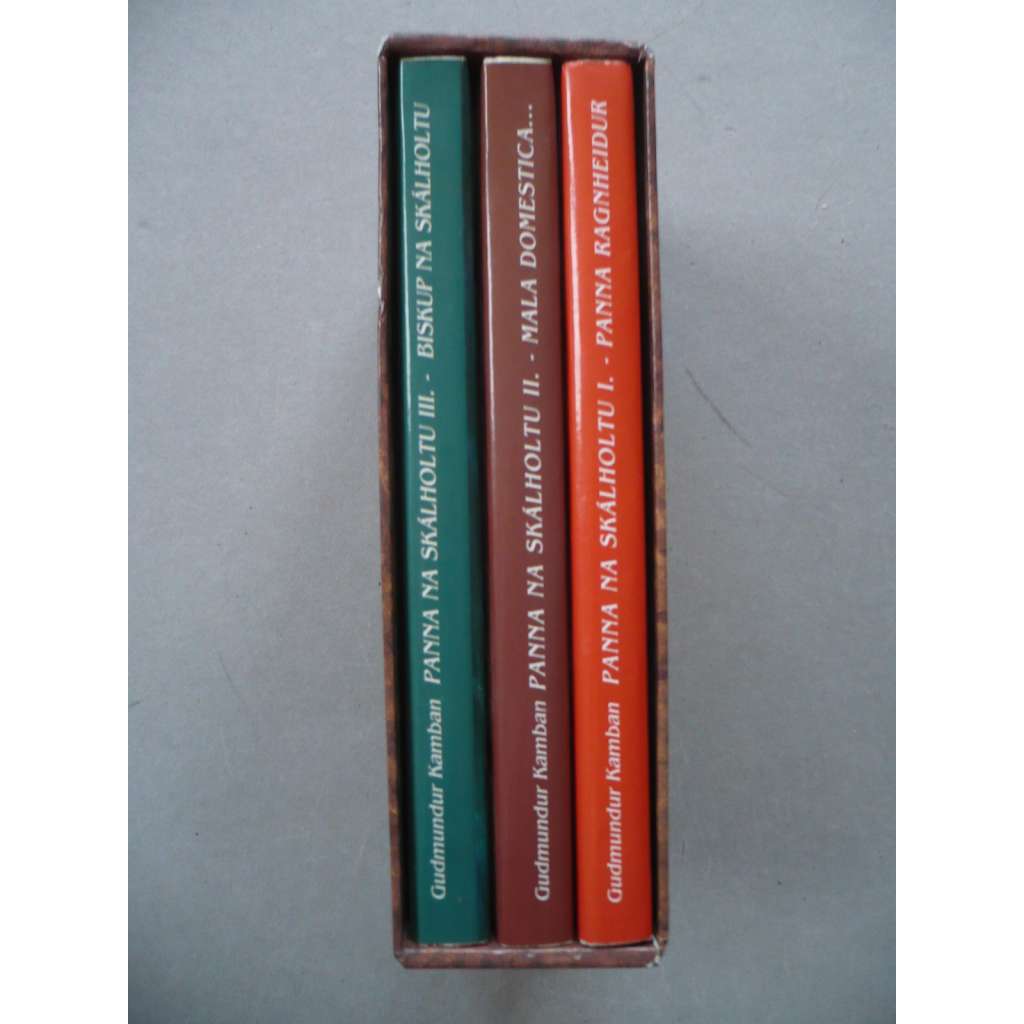 Gudmundur Kamban PANNA NA SKÁLHOLTU III. - BISKUP NA SKÁLHOLTU
Gudmundur Kamban PANNA NA SKÁLHOLTU II. - MALA DOMESTICA...
Gudmundur Kamban PANNA NA SKÁLHOLTU I. - PANNA RAGNHEIDUR